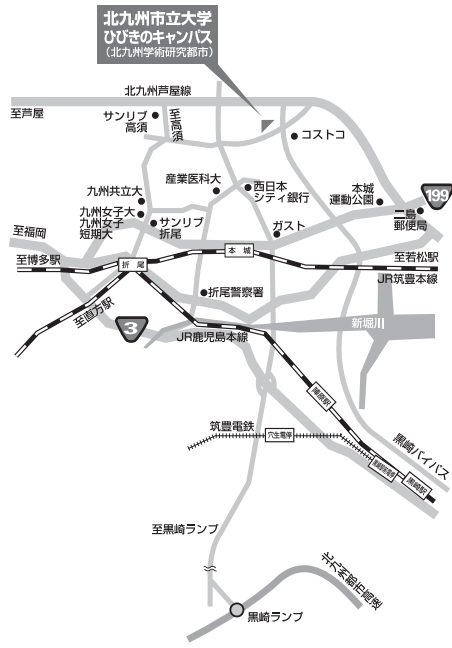 北九州市立大学
ひびきのキャンパス
(北九州学術研究都市)
北九州芦屋線
至芦屋
サンリブ
高須
至高須
コストコ
産業医科大
西日本
シティ銀行
本城
運動公園
199
二島
郵便局
九州共立大
九州女子大
九州女子
短期大
サンリブ
折尾
ガスト
至福岡
至博多駅
折尾
本城
至若松駅
JR筑豊本線
折尾警察署
至直方駅
3
JR鹿児島本線
新堀川
陣原駅
筑豊電鉄
穴生電停
黒崎バイパス
黒崎駅前電停
黒崎駅
至黒崎ランプ
北九州都市高速
黒崎ランプ